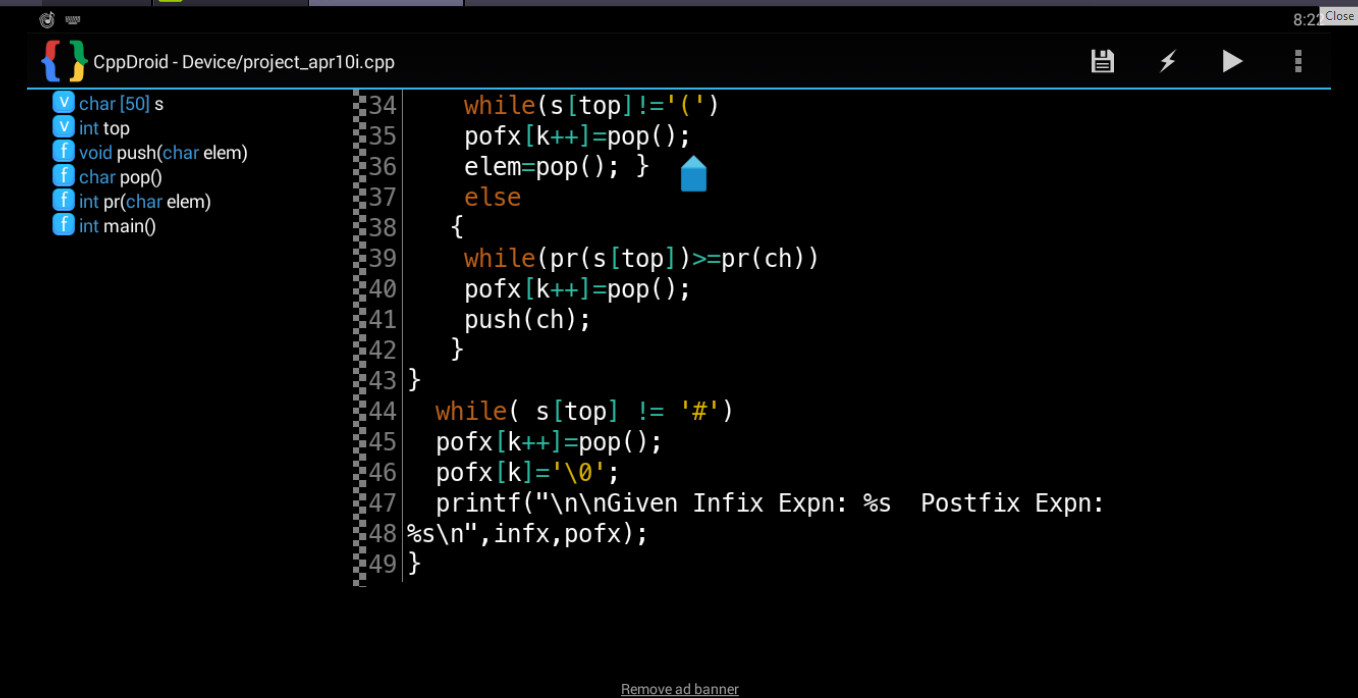 8:22
Close
CppDroid - Device/project_apr10i.cpp
V char [50] s
V int top
f void push(char elem)
f char pop()
f int pr(char elem)
f int main()
34 while(s[top]!='(')
35 pofx[k++]=pop();
36 elem=pop(); }
37 else
38 {
39 while(pr(s[top])>=pr(ch))
40 pofx[k++]=pop();
41 push(ch);
42 }
43 }
44 while( s[top] != '#')
45 pofx[k++]=pop();
46 pofx[k]='\0';
47 printf("\n\nGiven Infix Expn: %s  Postfix Expn:
48 %s\n",infx,pofx);
49 }
Remove ad banner